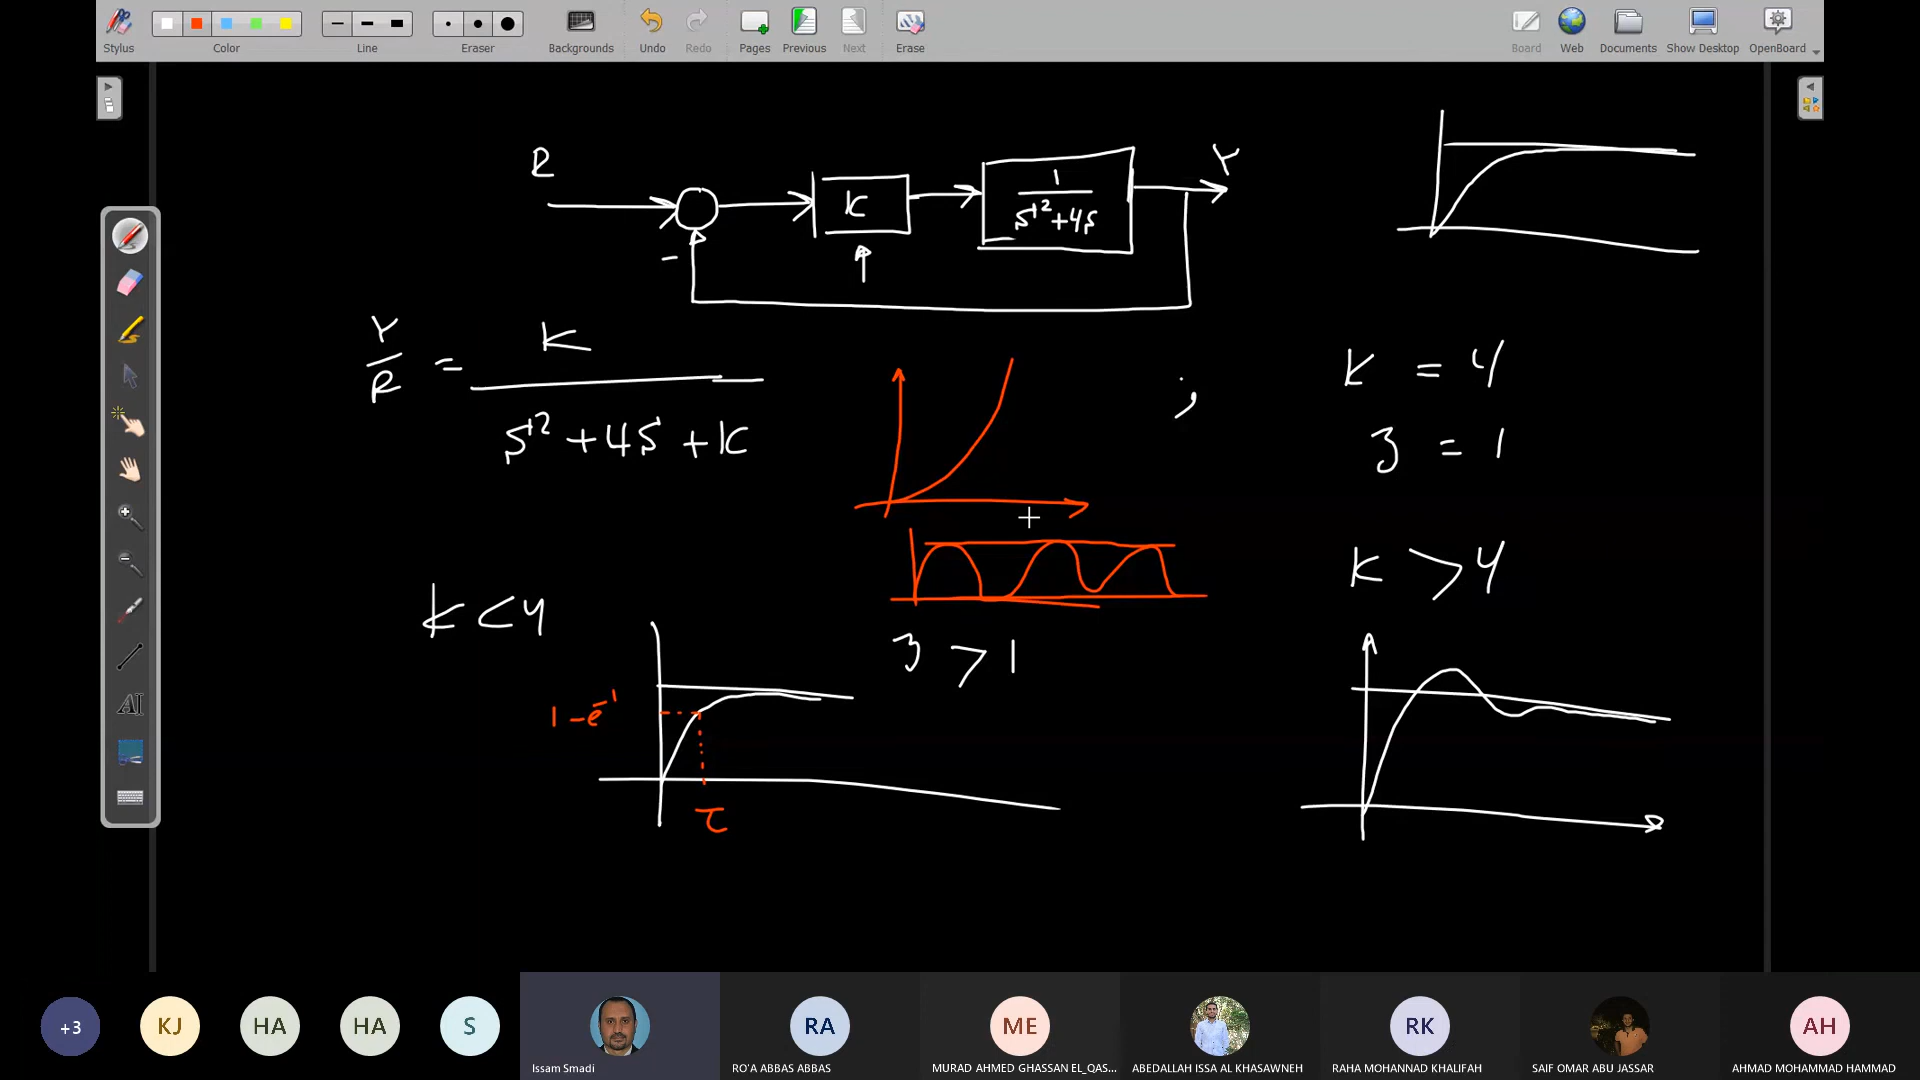 Stylus
Color
Line
Eraser
Backgrounds
Undo
Redo
Pages
Previous
Next
Erase
Board
Web
Documents
Show Desktop
OpenBoard
R
Y
K
1
s²+4s
-
Y
R
=
K
s²+4s+K
;
K = 4
3 = 1
K > 4
K < 4
3 > 1
1-e⁻¹
τ
+3
KJ
HA
HA
S
RA
ME
RK
AH
Issam Smadi
RO'A ABBAS ABBAS
MURAD AHMED GHASSAN EL_QAS...
ABEDALLAH ISSA AL KHASAWNEH
RAHA MOHANNAD KHALIFAH
SAIF OMAR ABU JASSAR
AHMAD MOHAMMAD HAMMAD